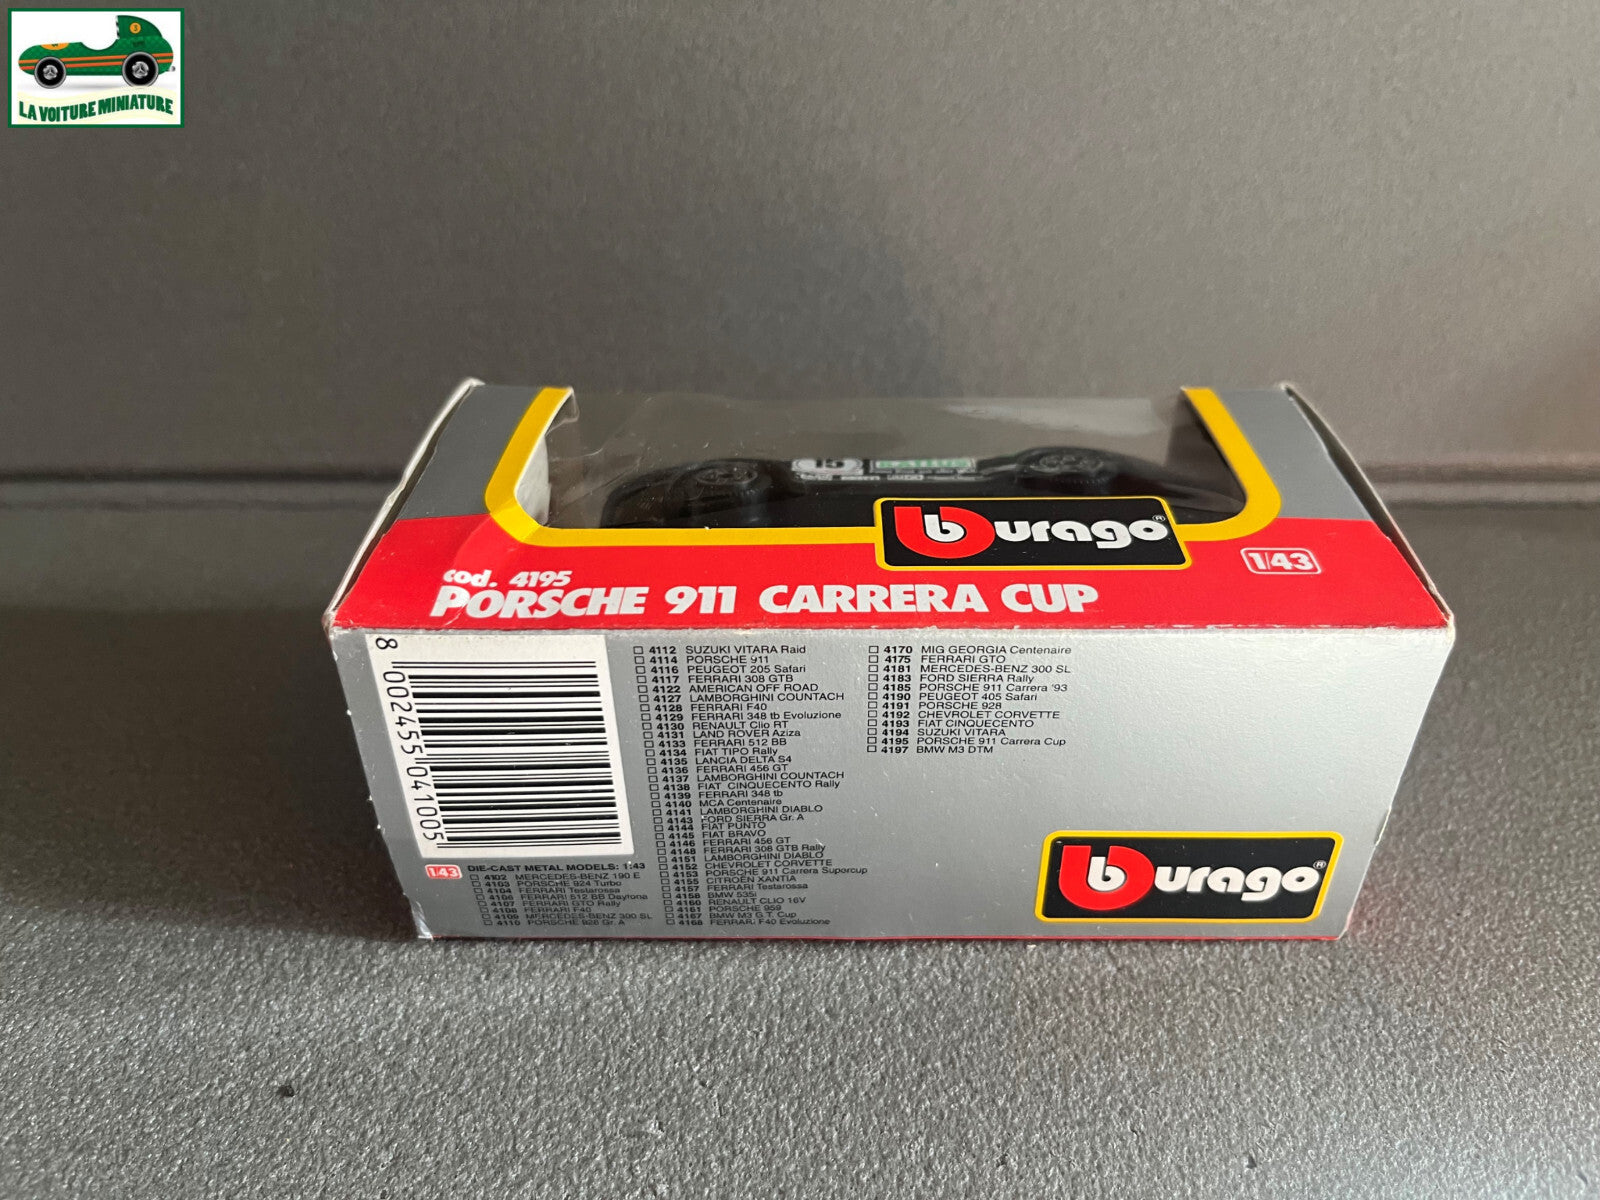 LA VOITURE MINIATURE
15
burago®
1/43
cod. 4195
PORSCHE 911 CARRERA CUP
8 002455 041005
1/43 DIE-CAST METAL MODELS: 1:43
4102 MERCEDES-BENZ 190 E
4103 PORSCHE 924 Turbo
4104 FERRARI Testarossa
4106 FERRARI 512 BB Daytona
4107 FERRARI GTO Rally
4108 FERRARI F40
4109 MERCEDES-BENZ 300 SL
4110 PORSCHE 928 Gr. A
4112 SUZUKI VITARA Raid
4114 PORSCHE 911
4116 PEUGEOT 205 Safari
4117 FERRARI 308 GTB
4122 AMERICAN OFF ROAD
4127 LAMBORGHINI COUNTACH
4128 FERRARI F40
4129 FERRARI 348 tb Evoluzione
4130 RENAULT Clio RT
4131 LAND ROVER Aziza
4133 FERRARI 512 BB
4134 FIAT TIPO Rally
4135 LANCIA DELTA S4
4136 FERRARI 456 GT
4137 LAMBORGHINI COUNTACH
4138 FIAT CINQUECENTO Rally
4139 FERRARI 348 tb
4140 MCA Centenaire
4141 LAMBORGHINI DIABLO
4143 FORD SIERRA Gr. A
4144 FIAT PUNTO
4145 FIAT BRAVO
4146 FERRARI 456 GT
4148 FERRARI 308 GTB Rally
4151 LAMBORGHINI DIABLO
4152 CHEVROLET CORVETTE
4153 PORSCHE 911 Carrera Supercup
4155 CITROËN XANTIA
4157 FERRARI Testarossa
4158 BMW 535i
4160 RENAULT CLIO 16V
4161 PORSCHE 959
4167 BMW M3 G.T. Cup
4168 FERRARI F40 Evoluzione
4170 MIG GEORGIA Centenaire
4175 FERRARI GTO
4181 MERCEDES-BENZ 300 SL
4183 FORD SIERRA Rally
4185 PORSCHE 911 Carrera '93
4190 PEUGEOT 405 Safari
4191 PORSCHE 928
4192 CHEVROLET CORVETTE
4193 FIAT CINQUECENTO
4194 SUZUKI VITARA
4195 PORSCHE 911 Carrera Cup
4197 BMW M3 DTM
burago®